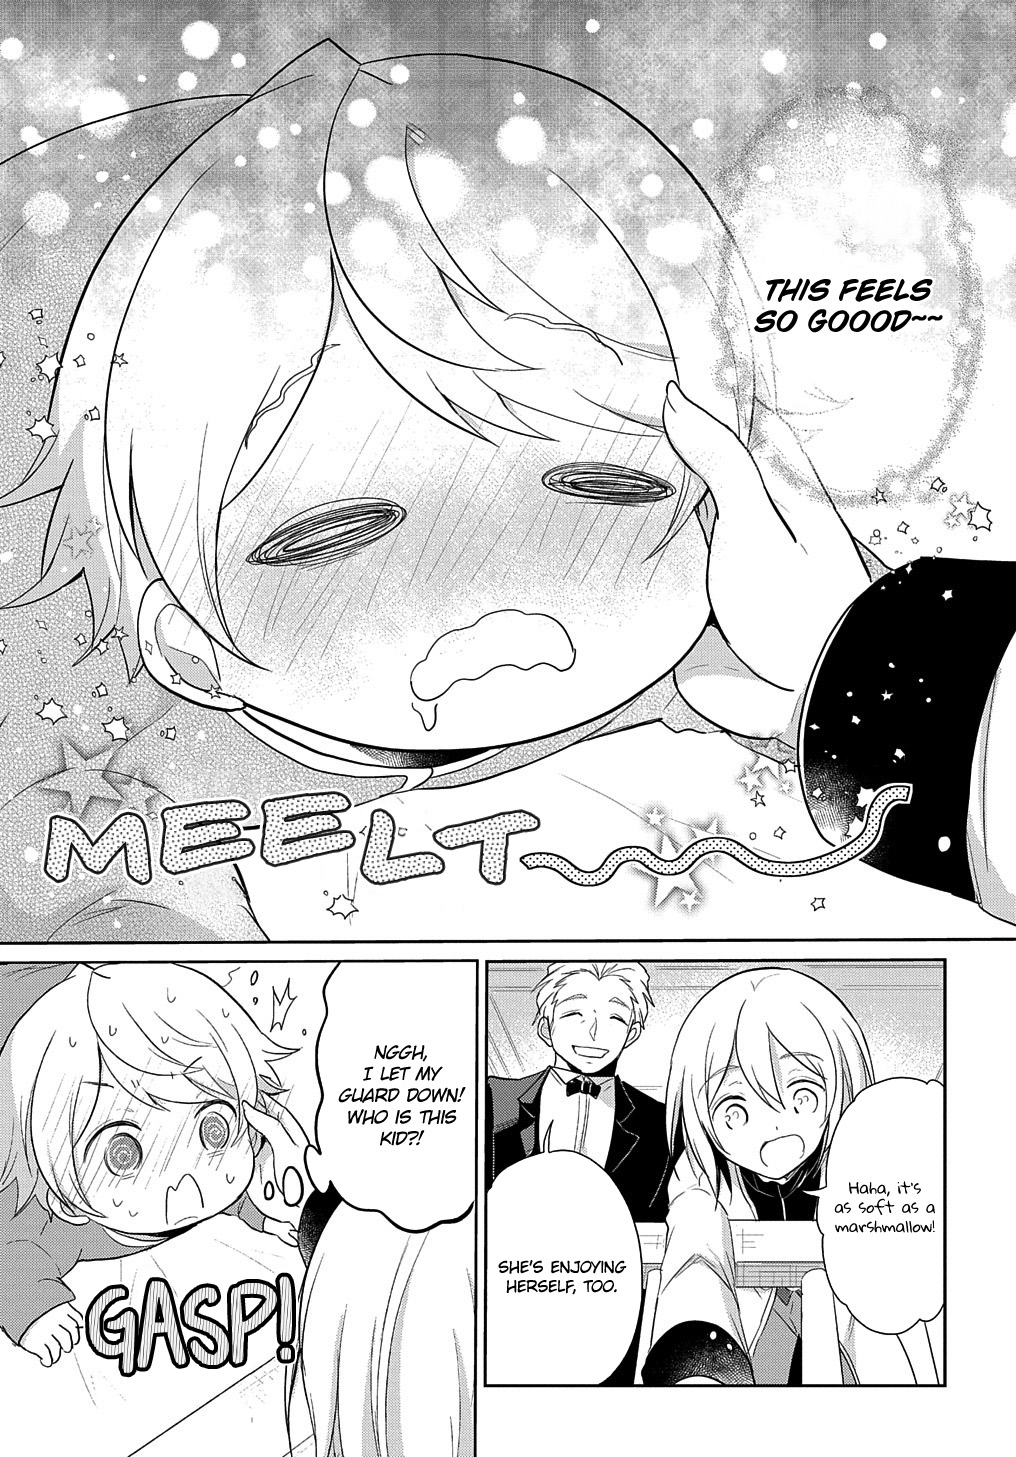 THIS FEELS
SO GOOOD~~
MEELT
Haha, it's
as soft as a
marshmallow!
SHE'S ENJOYING
HERSELF, TOO.
NGGH,
I LET MY
GUARD DOWN!
WHO IS THIS
KID?!
GASP!